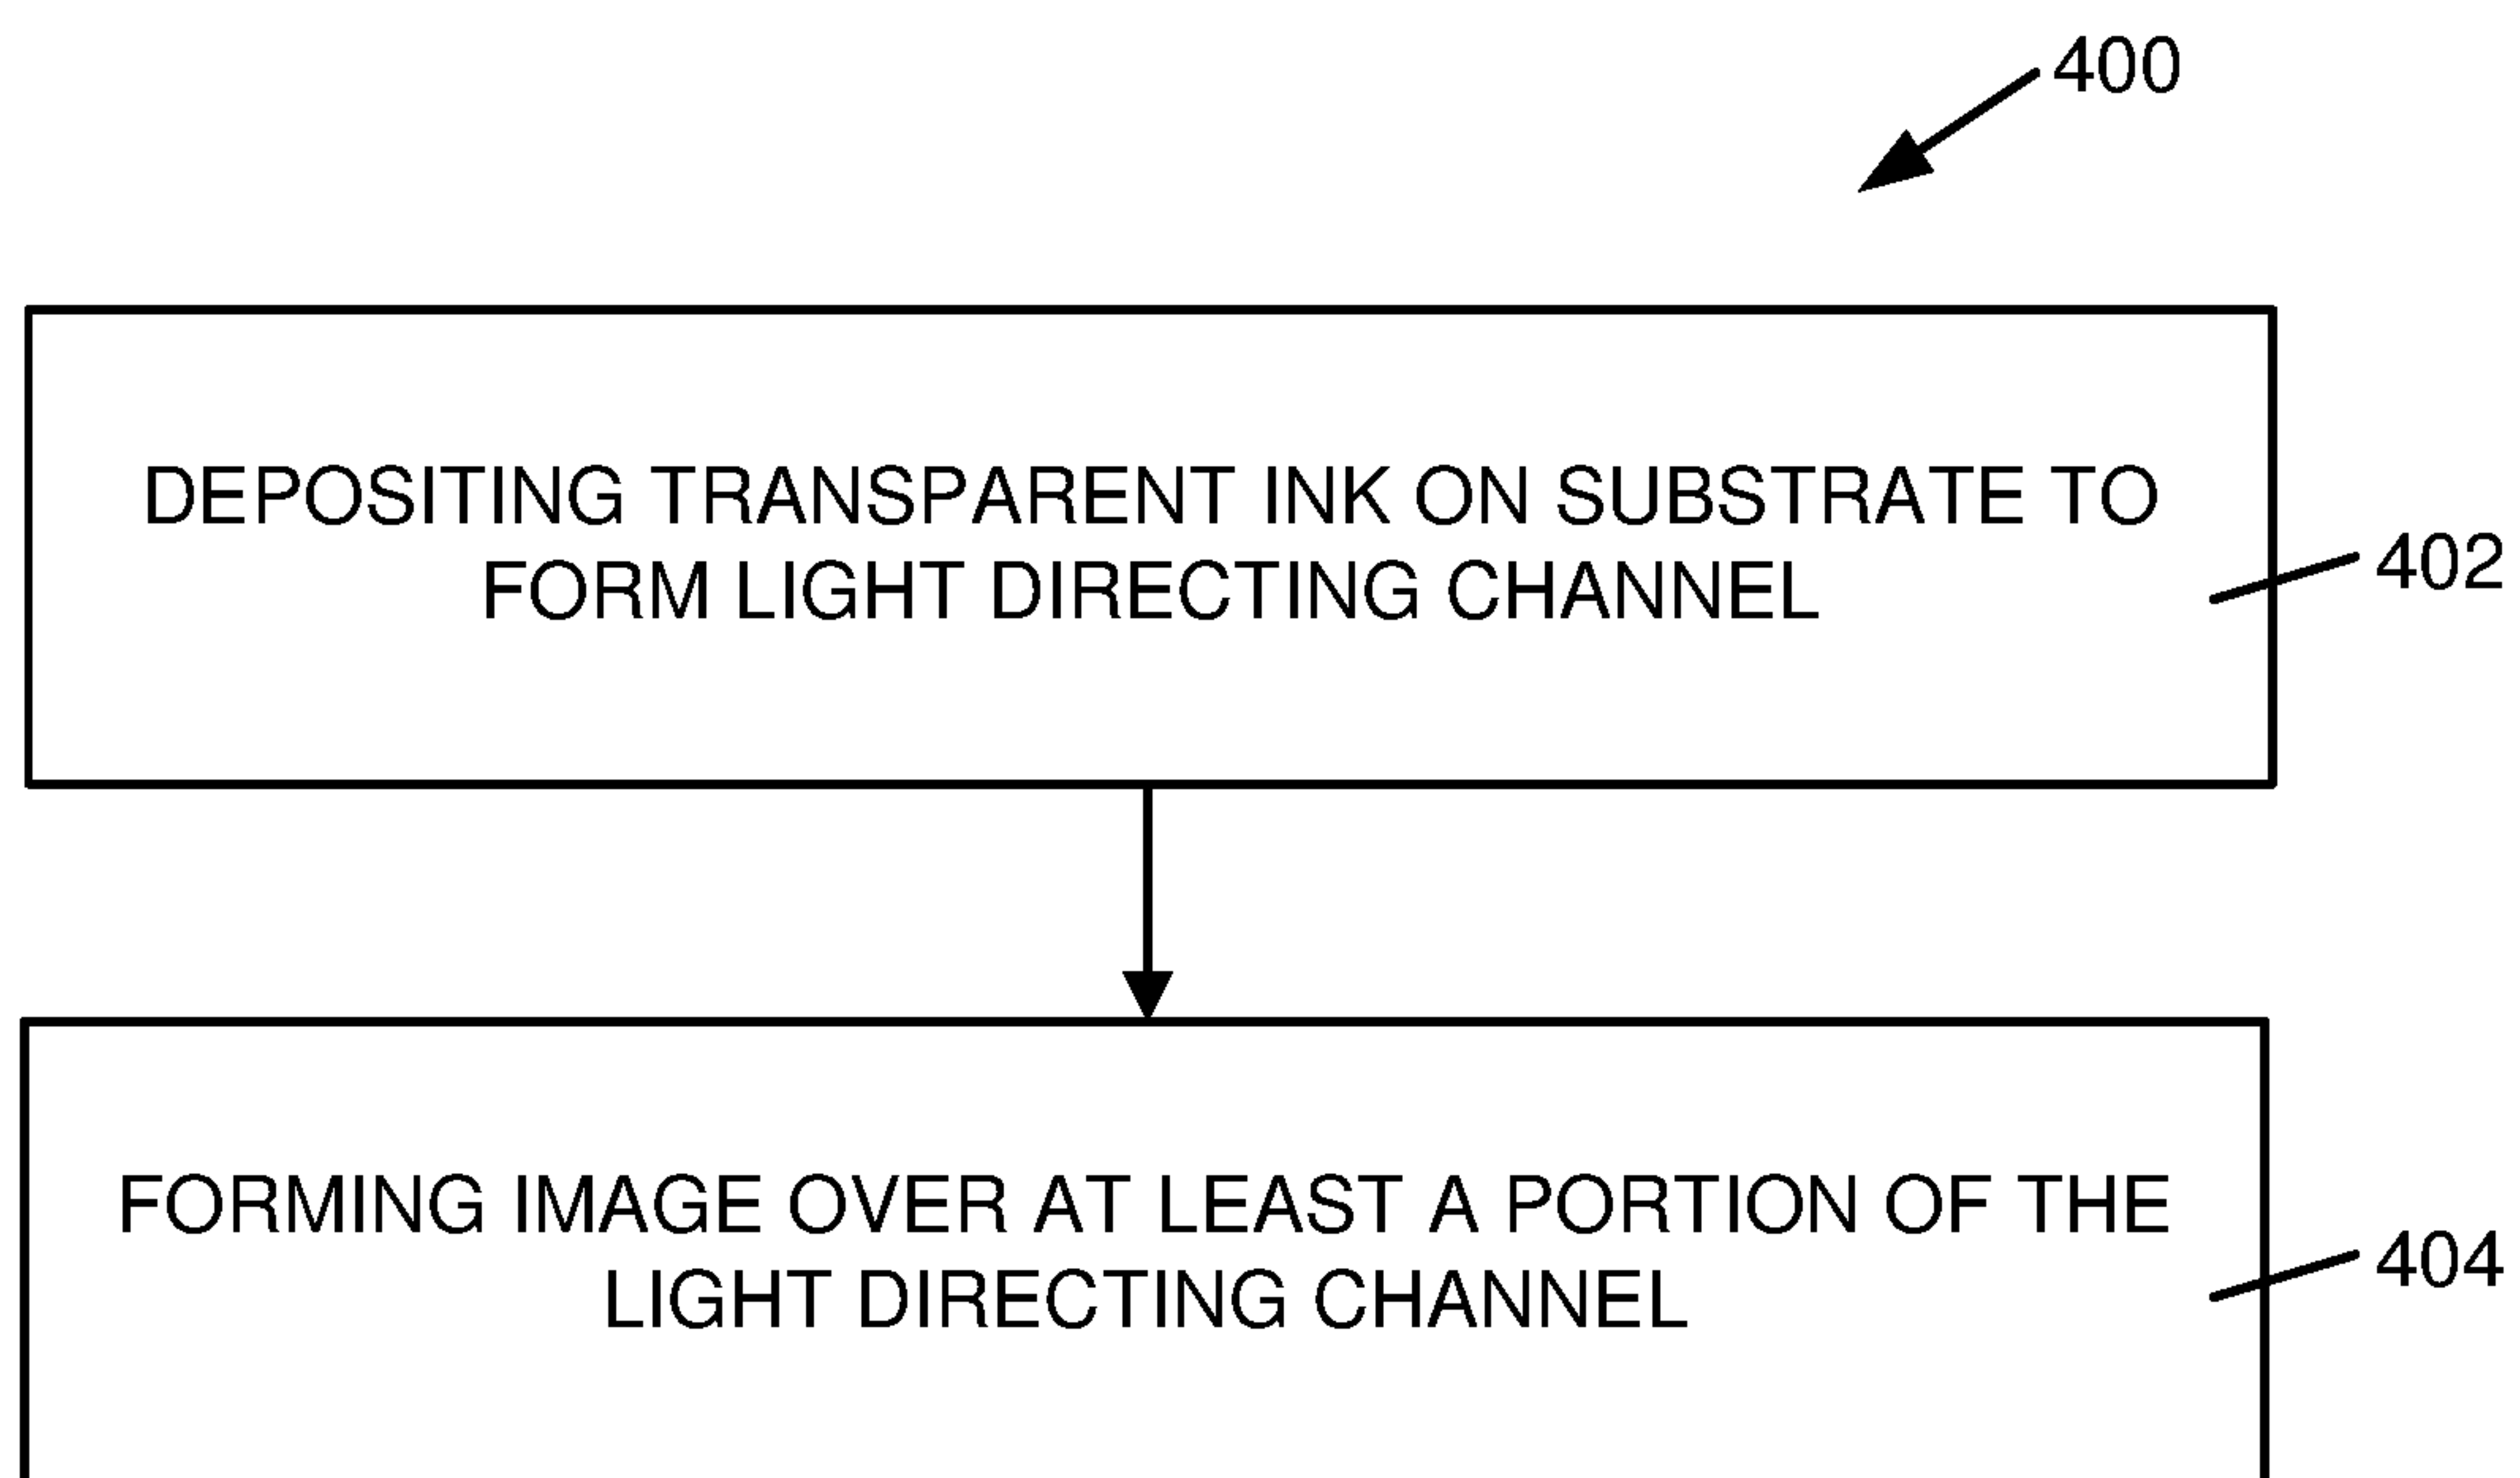 400
DEPOSITING TRANSPARENT INK ON SUBSTRATE TO
FORM LIGHT DIRECTING CHANNEL
402
FORMING IMAGE OVER AT LEAST A PORTION OF THE
LIGHT DIRECTING CHANNEL
404